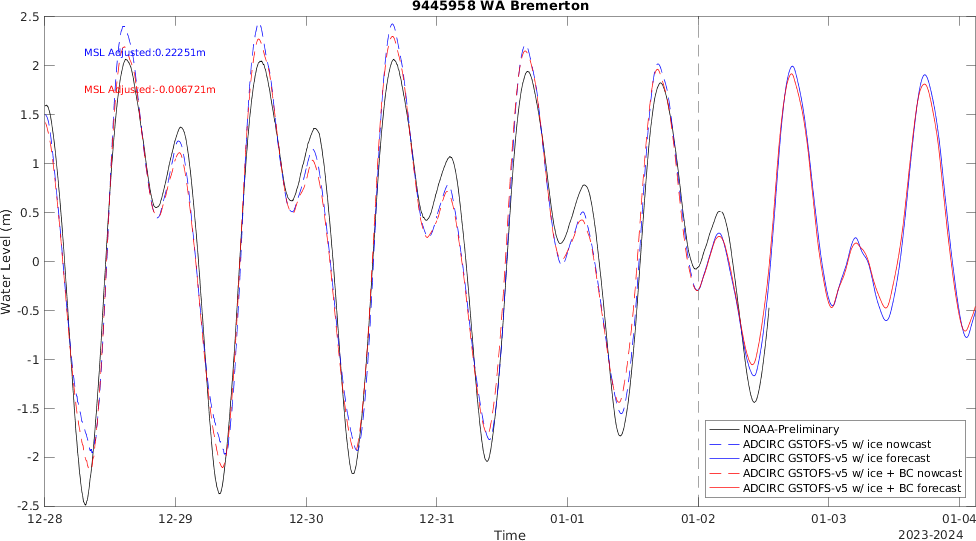 9445958 WA Bremerton
2.5
MSL Adjusted:0.22251m
2
MSL Adjusted:-0.006721m
1.5
1
0.5
0
-0.5
-1
-1.5
-2
-2.5
Water Level (m)
NOAA-Preliminary
ADCIRC GSTOFS-v5 w/ ice nowcast
ADCIRC GSTOFS-v5 w/ ice forecast
ADCIRC GSTOFS-v5 w/ ice + BC nowcast
ADCIRC GSTOFS-v5 w/ ice + BC forecast
12-28 12-29 12-30 12-31 01-01 01-02 01-03 01-04
Time
2023-2024